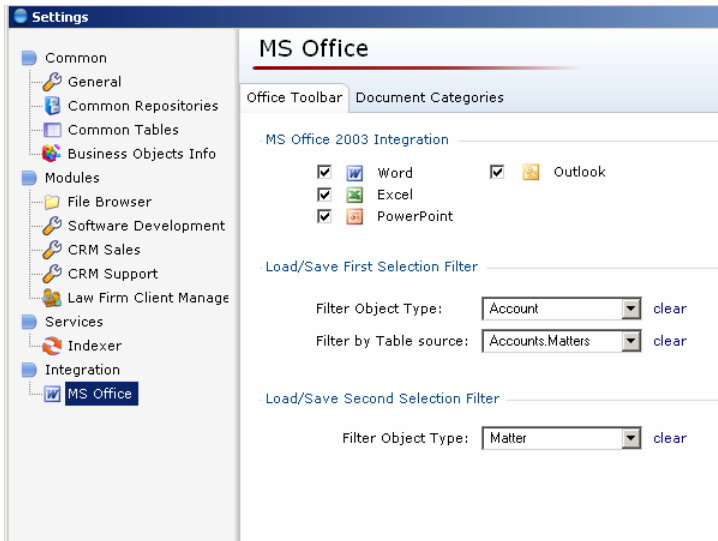 Settings
Common
General
Common Repositories
Common Tables
Business Objects Info
Modules
File Browser
Software Development
CRM Sales
CRM Support
Law Firm Client Manage
Services
Indexer
Integration
MS Office
MS Office
Office Toolbar Document Categories
MS Office 2003 Integration
Word Outlook
Excel
PowerPoint
Load/Save First Selection Filter
Filter Object Type: Account clear
Filter by Table source: Accounts.Matters clear
Load/Save Second Selection Filter
Filter Object Type: Matter clear